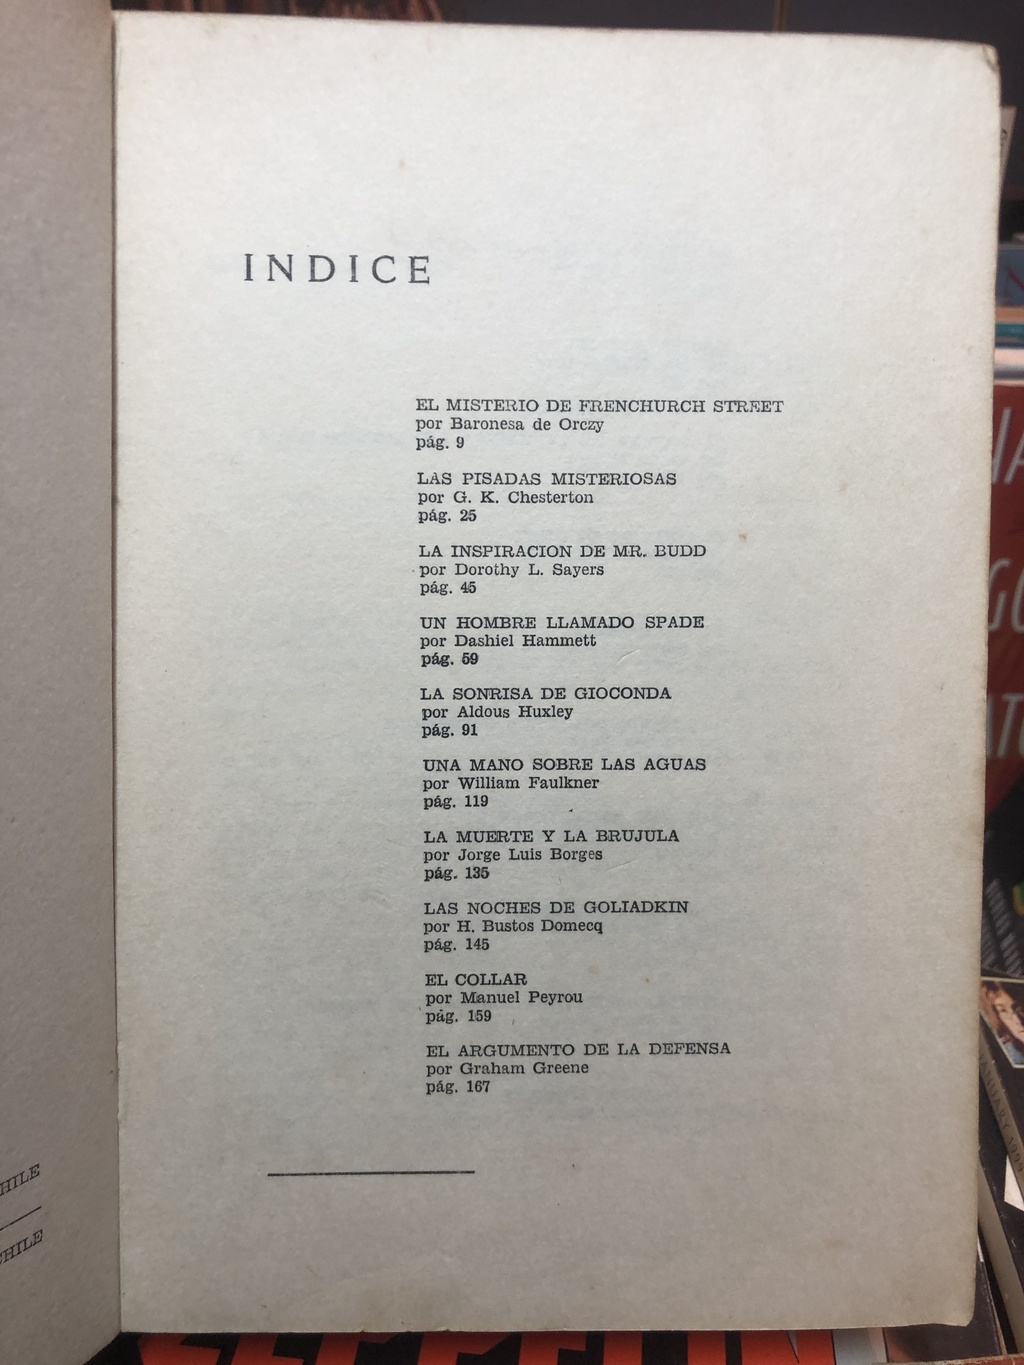 INDICE
EL MISTERIO DE FRENCHURCH STREET
por Baronesa de Orczy
pág. 9
LAS PISADAS MISTERIOSAS
por G. K. Chesterton
pág. 25
LA INSPIRACION DE MR. BUDD
por Dorothy L. Sayers
pág. 45
UN HOMBRE LLAMADO SPADE
por Dashiel Hammett
pág. 59
LA SONRISA DE GIOCONDA
por Aldous Huxley
pág. 91
UNA MANO SOBRE LAS AGUAS
por William Faulkner
pág. 119
LA MUERTE Y LA BRUJULA
por Jorge Luis Borges
pág. 135
LAS NOCHES DE GOLIADKIN
por H. Bustos Domecq
pág. 145
EL COLLAR
por Manuel Peyrou
pág. 159
EL ARGUMENTO DE LA DEFENSA
por Graham Greene
pág. 167